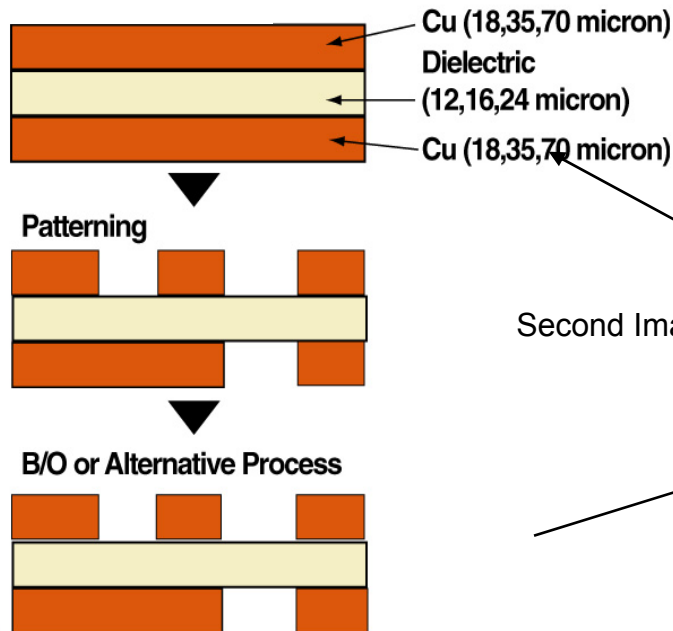 Cu (18,35,70 micron)
Dielectric
(12,16,24 micron)
Cu (18,35,70 micron)
Patterning
Second
B/O or Alternative Process